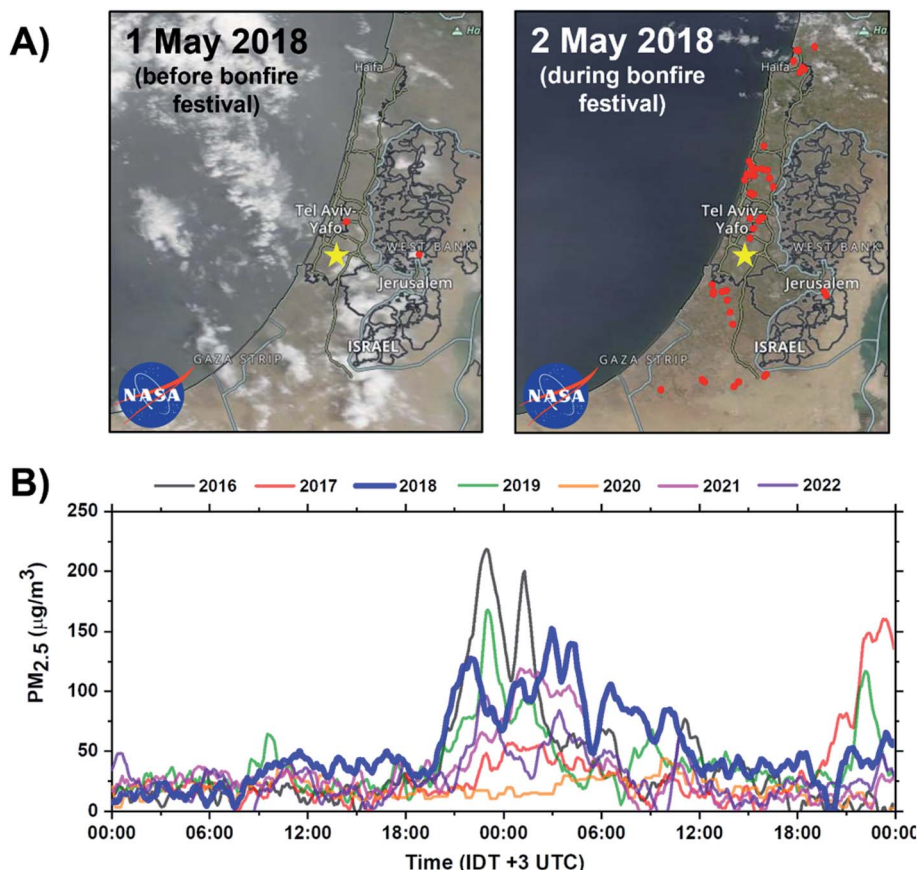 A)
1 May 2018
(before bonfire
festival)
Ha
Haifa
Tel Aviv-
Yafo
WEST BANK
Jerusalem
ISRAEL
GAZA STRIP
NASA
2 May 2018
(during bonfire
festival)
Ha
Haifa
Tel Aviv-
Yafo
WEST BANK
Jerusalem
ISRAEL
GAZA STRIP
NASA
B)
2016 2017 2018 2019 2020 2021 2022
250
200
150
100
50
0
PM2.5 (µg/m³)
00:00 06:00 12:00 18:00 00:00 06:00 12:00 18:00 00:00
Time (IDT +3 UTC)